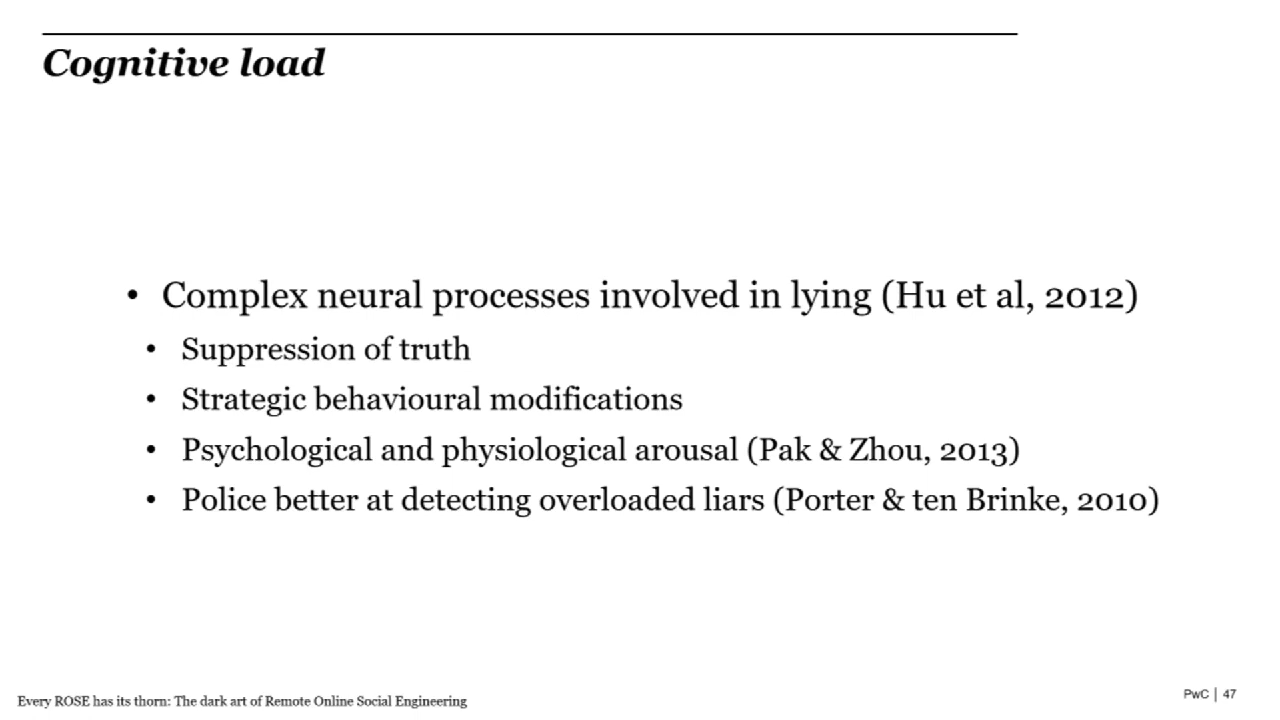 Cognitive load
• Complex neural processes involved in lying (Hu et al, 2012)
• Suppression of truth
• Strategic behavioural modifications
• Psychological and physiological arousal (Pak & Zhou, 2013)
• Police better at detecting overloaded liars (Porter & ten Brinke, 2010)
Every ROSE has its thorn: The dark art of Remote Online Social Engineering
PwC | 47